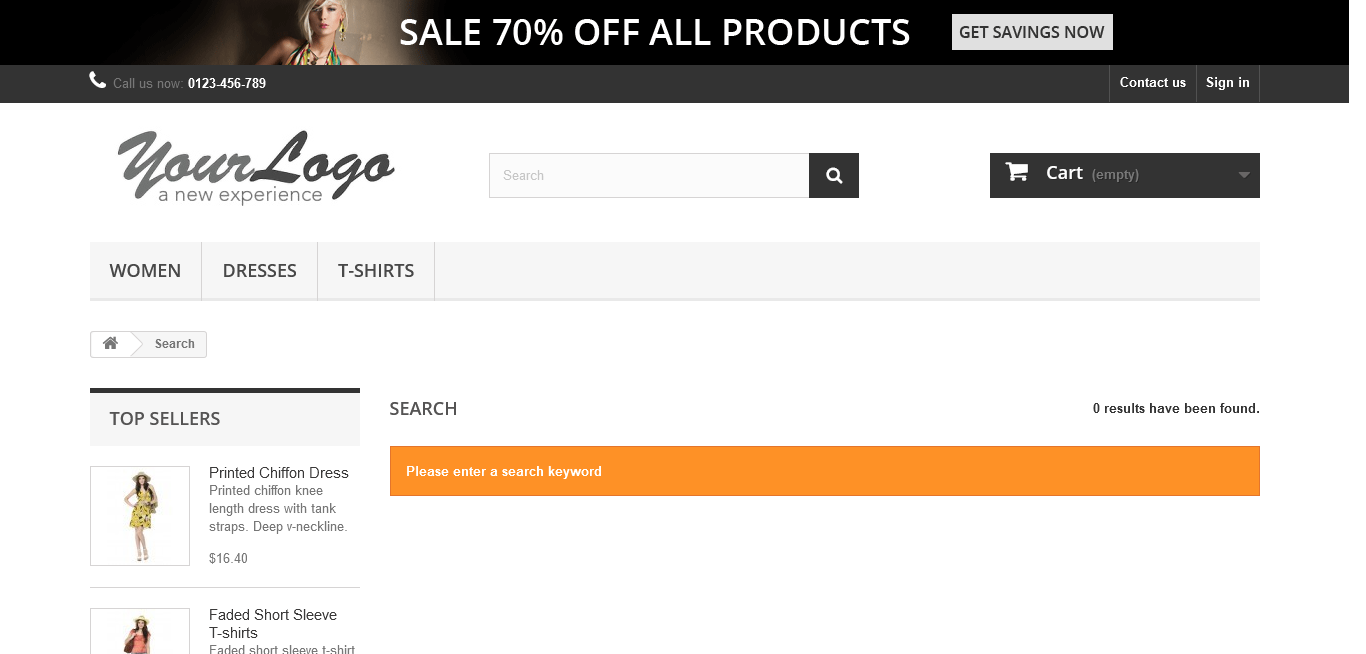 SALE 70% OFF ALL PRODUCTS
GET SAVINGS NOW
Call us now: 0123-456-789
Contact us
Sign in
YourLogo
a new experience
Search
Cart (empty)
WOMEN
DRESSES
T-SHIRTS
Search
TOP SELLERS
Printed Chiffon Dress
Printed chiffon knee
length dress with tank
straps. Deep v-neckline.
$16.40
Faded Short Sleeve
T-shirts
Faded short sleeve t-shirt
SEARCH
0 results have been found.
Please enter a search keyword